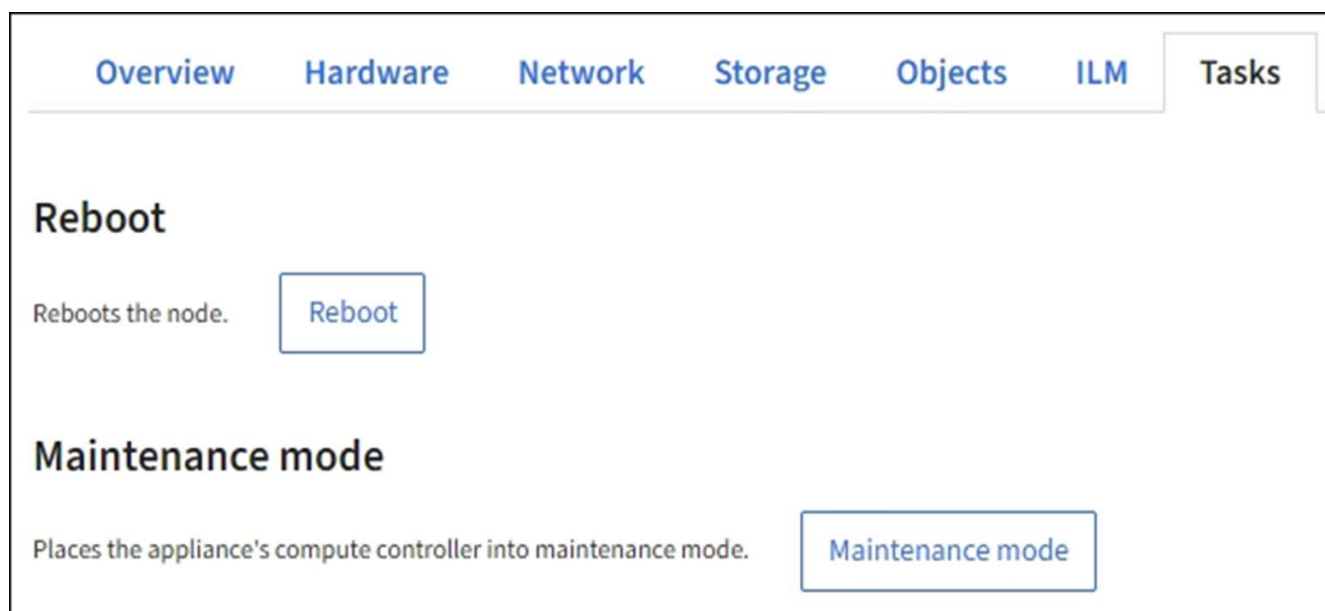 Overview Hardware Network Storage Objects ILM Tasks
Reboot
Reboots the node. Reboot
Maintenance mode
Places the appliance's compute controller into maintenance mode. Maintenance mode